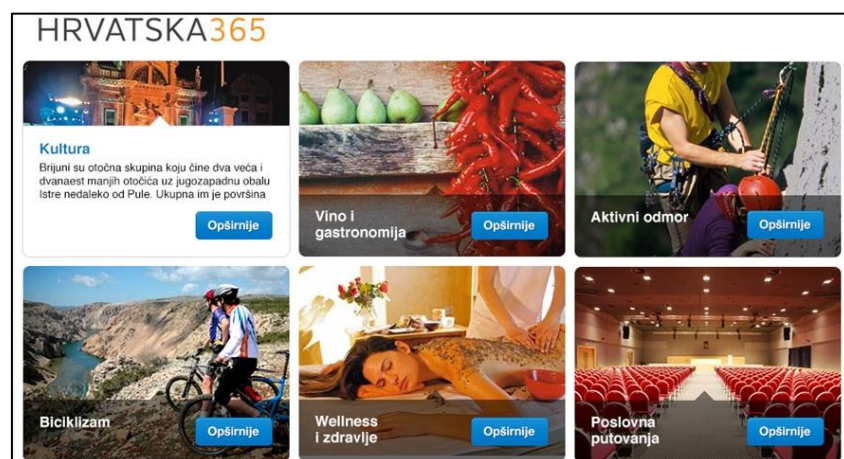 HRVATSKA365
Kultura
Brijuni su otočna skupina koju čine dva veća i
dvanaest manjih otočića uz jugozapadnu obalu
Istre nedaleko od Pule. Ukupna im je površina
Opširnije
Vino i
gastronomija
Opširnije
Aktivni odmor
Opširnije
Biciklizam
Opširnije
Wellness
i zdravlje
Opširnije
Poslovna
putovanja
Opširnije